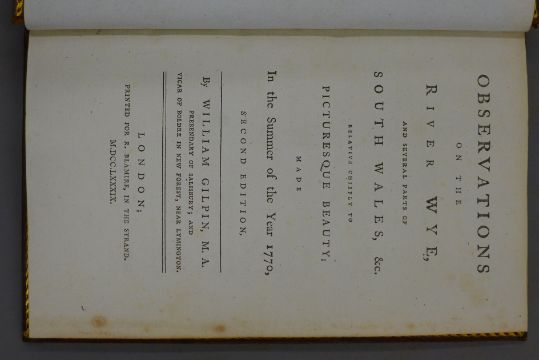 OBSERVATIONS
ON THE
RIVER WYE,
AND SEVERAL PARTS OF
SOUTH WALES, &c.
RELATIVE CHIEFLY TO
PICTURESQUE BEAUTY;
MADE
In the Summer of the Year 1770,
SECOND EDITION.
By WILLIAM GILPIN, M. A.
PREBENDARY OF SALISBURY; AND
VICAR OF BOLDRE IN NEW FOREST, NEAR LYMINGTON.
LONDON;
PRINTED FOR R. BLAMIRE, IN THE STRAND.
M.DCC.LXXXIX.